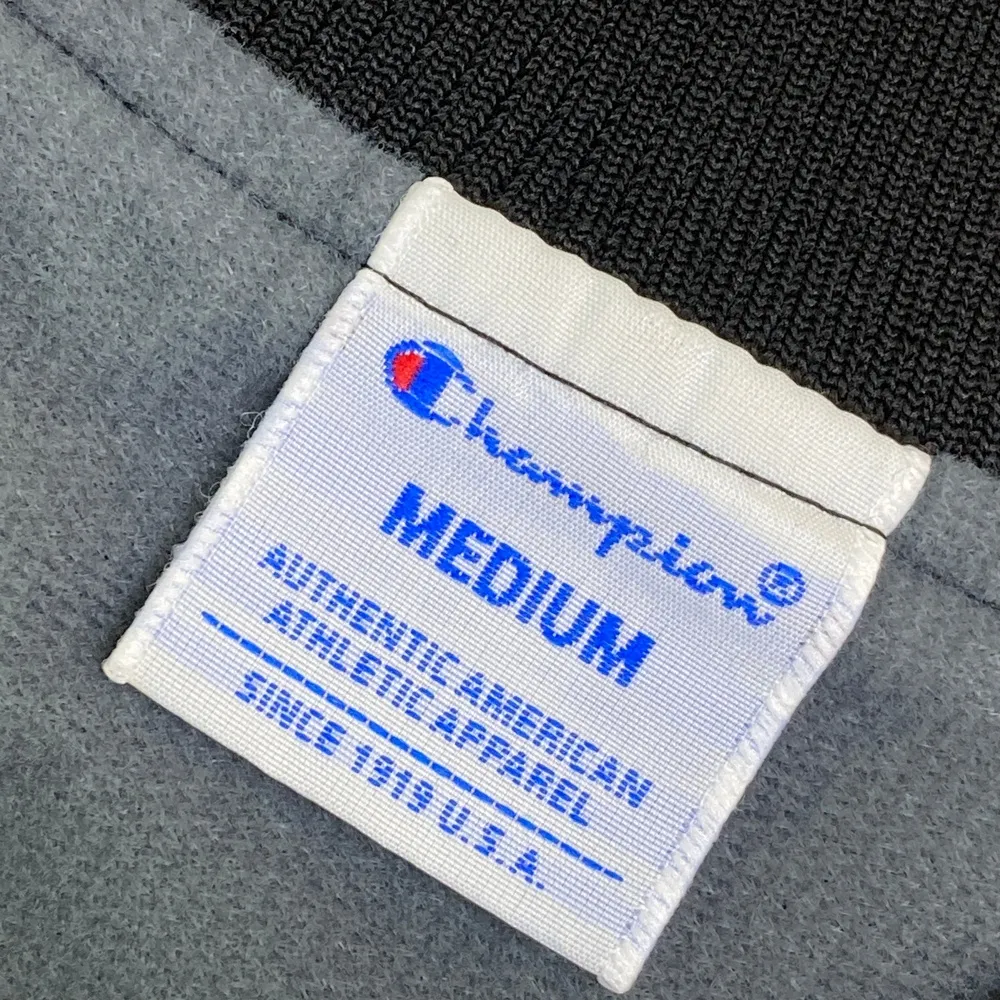 Champion®
MEDIUM
AUTHENTIC AMERICAN
ATHLETIC APPAREL
SINCE 1919 U.S.A.